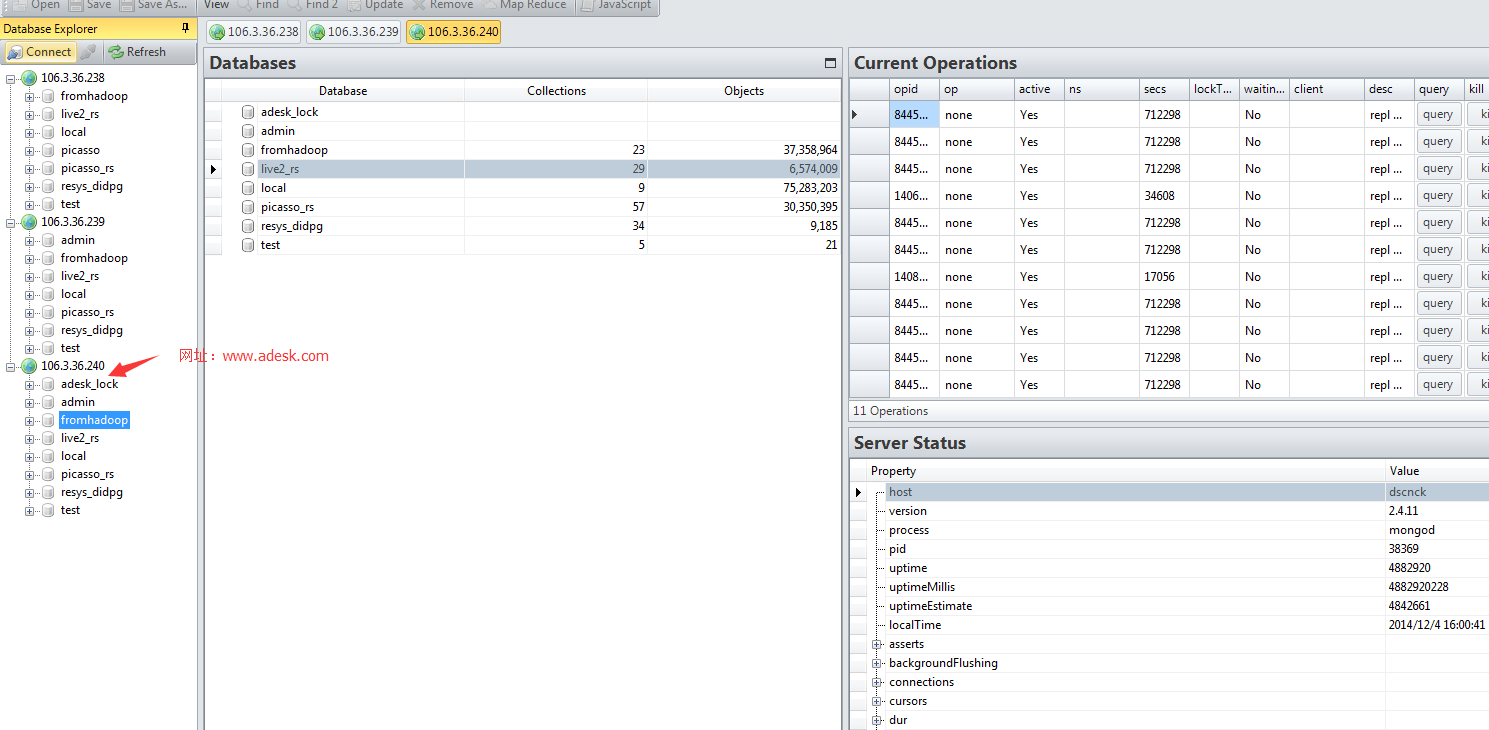 Open Save Save As... View Find Find 2 Update Remove Map Reduce JavaScript
Database Explorer
Connect Refresh
106.3.36.238
fromhadoop
live2_rs
local
picasso
picasso_rs
resys_didpg
test
106.3.36.239
admin
fromhadoop
live2_rs
local
picasso_rs
resys_didpg
test
106.3.36.240
adesk_lock
admin
fromhadoop
live2_rs
local
picasso_rs
resys_didpg
test
网址：www.adesk.com
106.3.36.238 106.3.36.239 106.3.36.240
Databases
Database Collections Objects
adesk_lock
admin
fromhadoop 23 37,358,964
live2_rs 29 6,574,009
local 9 75,283,203
picasso_rs 57 30,350,395
resys_didpg 34 9,185
test 5 21
Current Operations
opid op active ns secs lockT... waitin... client desc query kill
8445... none Yes 712298 No repl ... query ki
8445... none Yes 712298 No repl ... query ki
8445... none Yes 712298 No repl ... query ki
1406... none Yes 34608 No repl ... query ki
8445... none Yes 712298 No repl ... query ki
8445... none Yes 712298 No repl ... query ki
1408... none Yes 17056 No repl ... query ki
8445... none Yes 712298 No repl ... query ki
8445... none Yes 712298 No repl ... query ki
8445... none Yes 712298 No repl ... query ki
8445... none Yes 712298 No repl ... query ki
11 Operations
Server Status
Property Value
host dscnck
version 2.4.11
process mongod
pid 38369
uptime 4882920
uptimeMillis 4882920228
uptimeEstimate 4842661
localTime 2014/12/4 16:00:41
asserts
backgroundFlushing
connections
cursors
dur